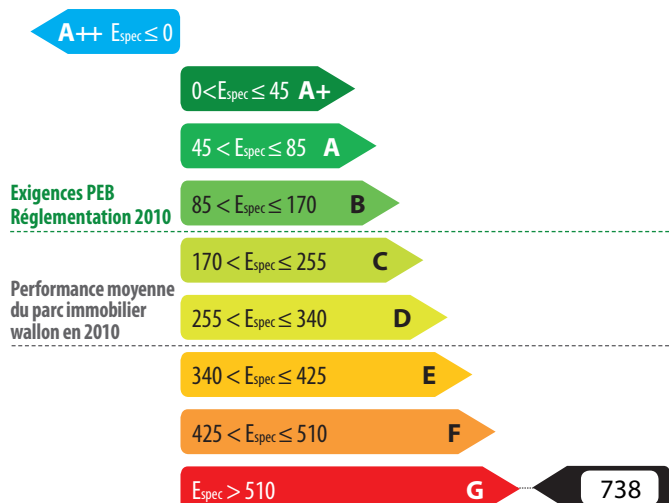 A++ Espec ≤ 0
0<Espec ≤ 45 A+
45 < Espec ≤ 85 A
Exigences PEB
Réglementation 2010
85 < Espec ≤ 170 B
170 < Espec ≤ 255 C
Performance moyenne
du parc immobilier
wallon en 2010
255 < Espec ≤ 340 D
340 < Espec ≤ 425 E
425 < Espec ≤ 510 F
Espec > 510 G 738